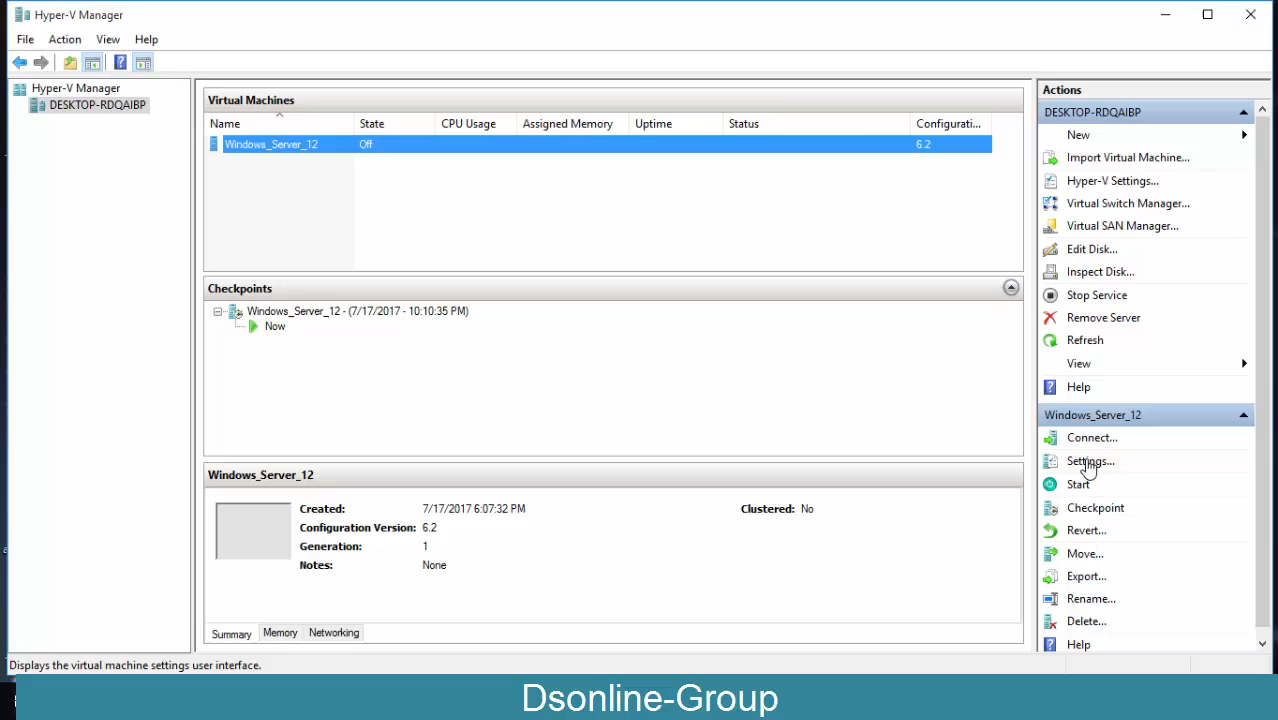 Hyper-V Manager
File Action View Help
Hyper-V Manager
DESKTOP-RDQAIBP
Virtual Machines
Name State CPU Usage Assigned Memory Uptime Status Configurati...
Windows_Server_12 Off 6.2
Checkpoints
Windows_Server_12 - (7/17/2017 - 10:10:35 PM)
Now
Windows_Server_12
Created: 7/17/2017 6:07:32 PM Clustered: No
Configuration Version: 6.2
Generation: 1
Notes: None
Summary Memory Networking
Actions
DESKTOP-RDQAIBP
New
Import Virtual Machine...
Hyper-V Settings...
Virtual Switch Manager...
Virtual SAN Manager...
Edit Disk...
Inspect Disk...
Stop Service
Remove Server
Refresh
View
Help
Windows_Server_12
Connect...
Settings...
Start
Checkpoint
Revert...
Move...
Export...
Rename...
Delete...
Help
Displays the virtual machine settings user interface.
Dsonline-Group